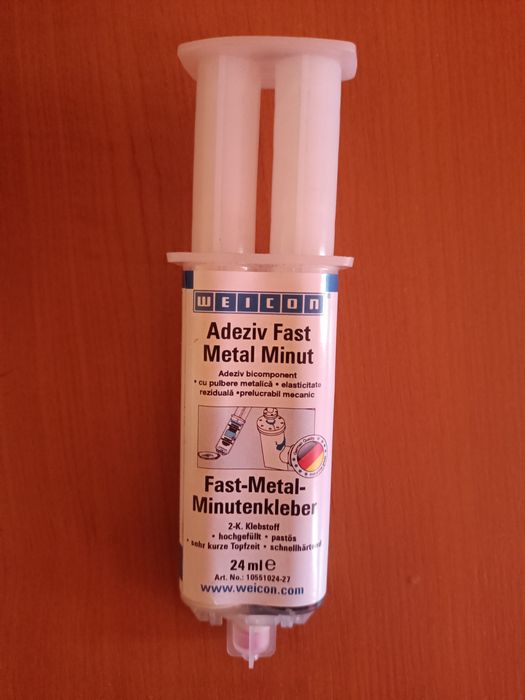 WEICON
Adeziv Fast
Metal Minut
Adeziv bicomponent
• cu pulbere metalică • elasticitate
reziduală •prelucrabil mecanic
Fast-Metal-
Minutenkleber
2-K. Klebstoff
• hochgefüllt • pastös
• sehr kurze Topfzeit • schnellhärtend
24 ml e
Art. No.: 10551024-27
www.weicon.com